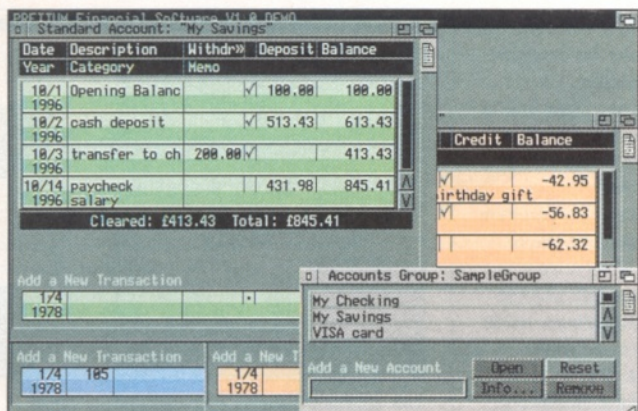 PRETIUM Financial Software V1.0 DEMO
Standard Account: "My Savings"
Date Description Withdr» Deposit Balance
Year Category Memo
10/1 Opening Balanc 100.00 100.00
1996
10/2 cash deposit 513.43 613.43
1996
10/3 transfer to ch 200.00 413.43
1996
10/14 paycheck 431.98 845.41
1996 salary
Cleared: £413.43 Total: £845.41
Credit Balance
-42.95
birthday gift
-56.83
-62.32
Add a New Transaction
1/4
1978
Accounts Group: SampleGroup
My Checking
My Savings
VISA card
Add a New Account
Open Reset
Info... Remove
Add a New Transaction
1/4 105
1978
Add a New T
1/4
1978